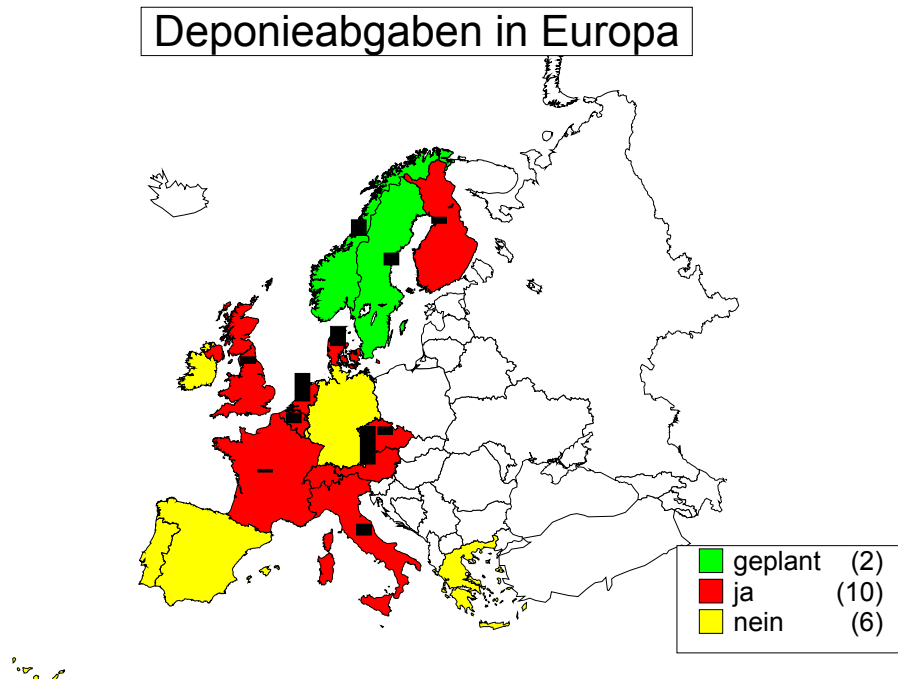 Deponieabgaben in Europa
geplant (2)
ja (10)
nein (6)